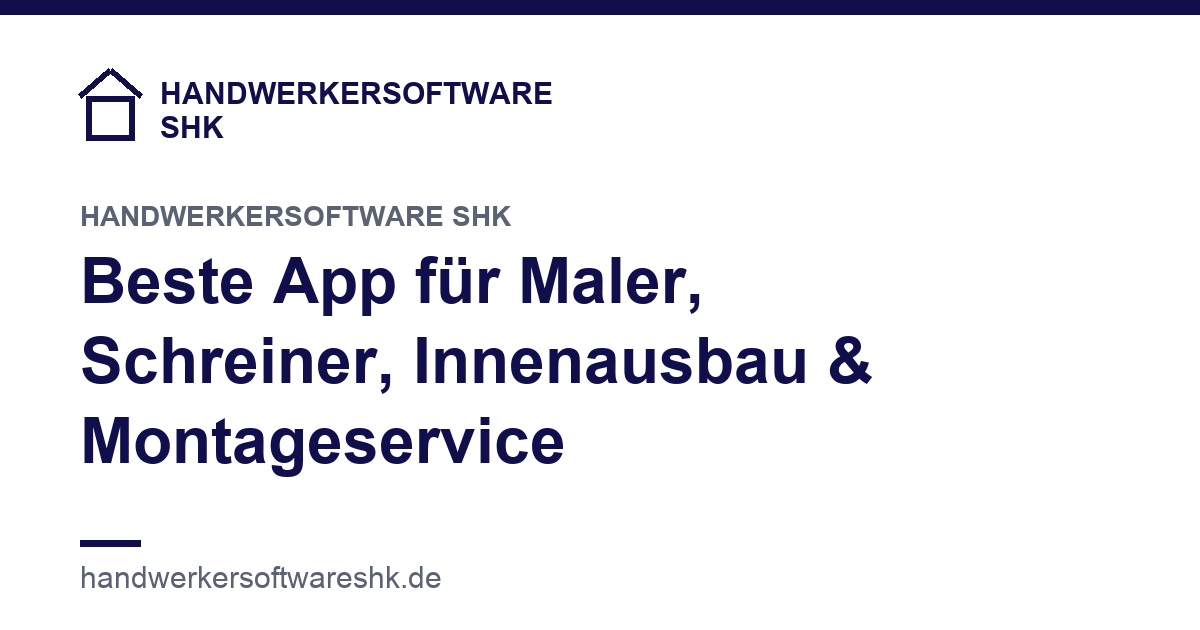 HANDWERKERSOFTWARE
SHK
HANDWERKERSOFTWARE SHK
Beste App für Maler,
Schreiner, Innenausbau &
Montageservice
handwerkersoftwareshk.de